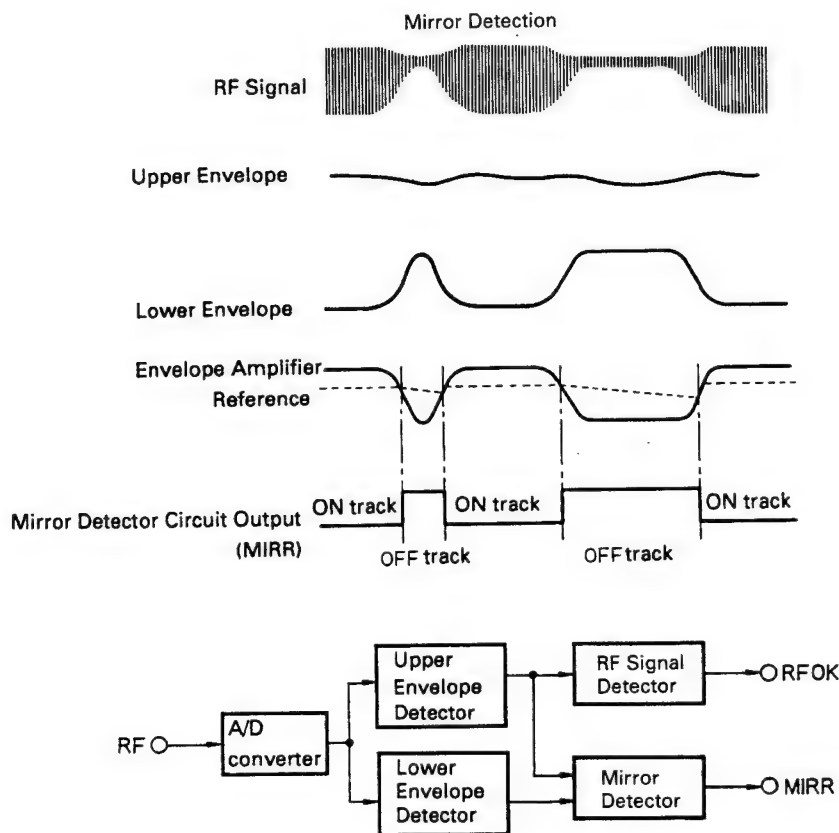 Mirror Detection
RF Signal
Upper Envelope
Lower Envelope
Envelope Amplifier
Reference
ON track
ON track
ON track
Mirror Detector Circuit Output
(MIRR)
OFF track
OFF track
Upper
Envelope
Detector
RF Signal
Detector
RFOK
RF
A/D
converter
Lower
Envelope
Detector
Mirror
Detector
MIRR